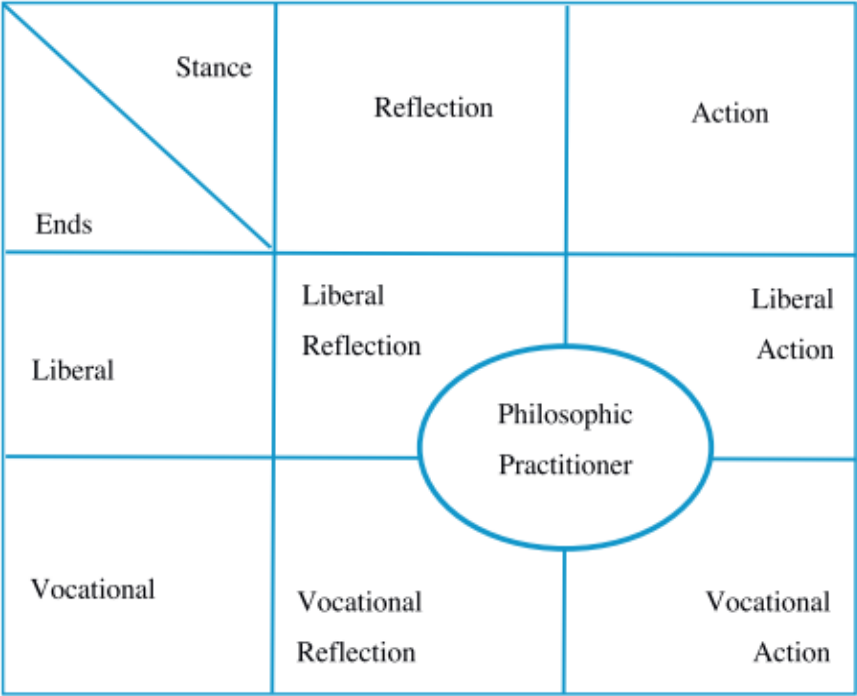 Stance
Ends
Reflection
Action
Liberal
Liberal
Reflection
Liberal
Action
Philosophic
Practitioner
Vocational
Vocational
Reflection
Vocational
Action